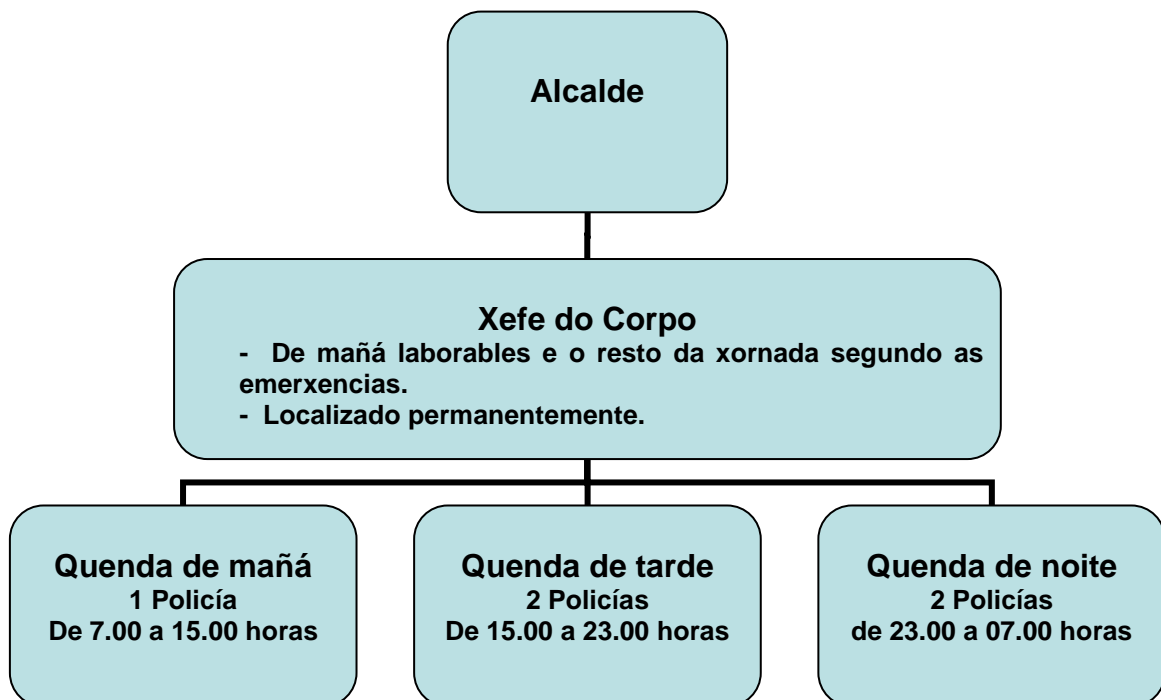 Alcalde
Xefe do Corpo
- De mañá laborables e o resto da xornada segundo as
emerxencias.
- Localizado permanentemente.
Quenda de mañá
1 Policía
De 7.00 a 15.00 horas
Quenda de tarde
2 Policías
De 15.00 a 23.00 horas
Quenda de noite
2 Policías
de 23.00 a 07.00 horas